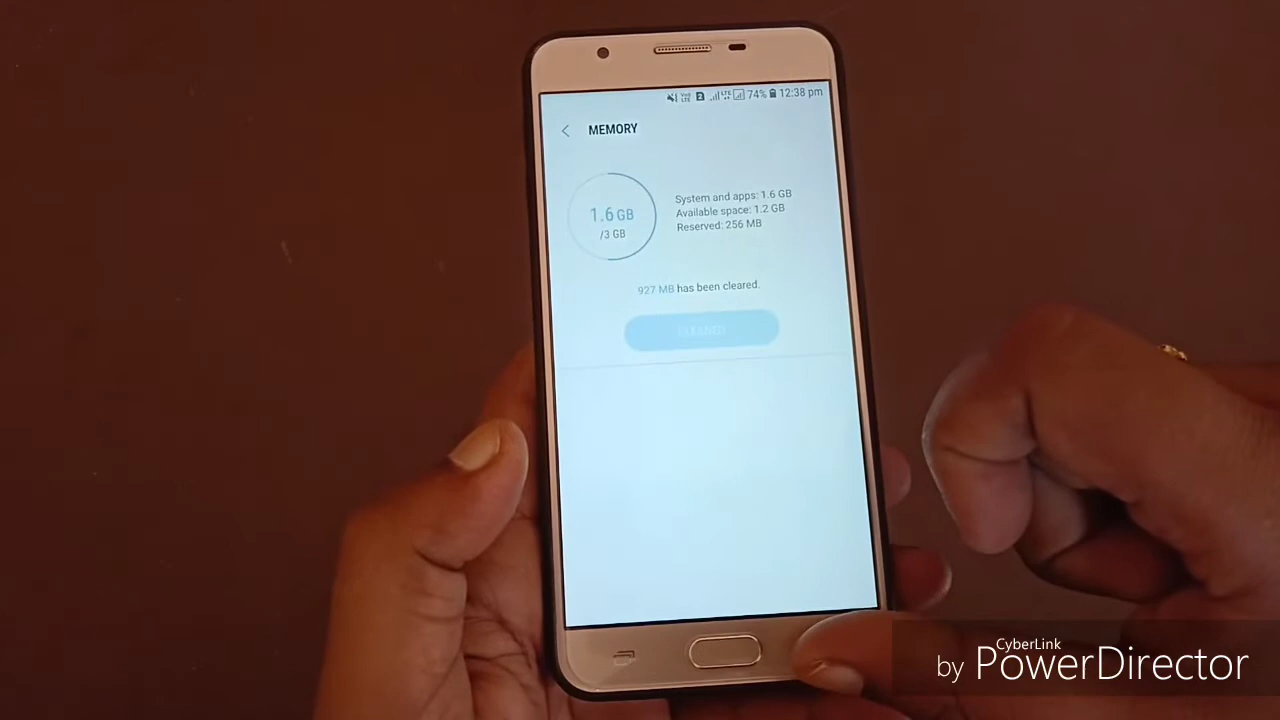 74% 12:38 pm
MEMORY
1.6 GB
/3 GB
System and apps: 1.6 GB
Available space: 1.2 GB
Reserved: 256 MB
927 MB has been cleared.
CyberLink
by PowerDirector